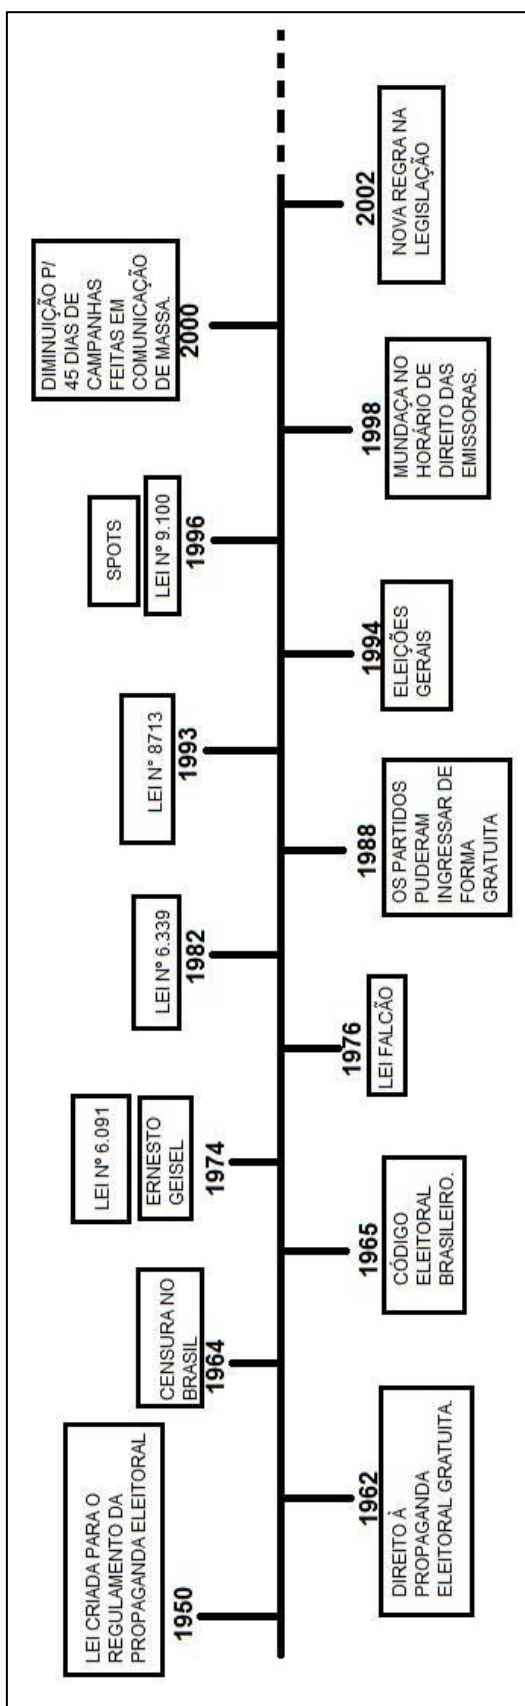 LEI CRIADA PARA O
REGULAMENTO DA
PROPAGANDA ELEITORAL
1950
1962
DIREITO À
PROPAGANDA
ELEITORAL GRATUITA.
CENSURA NO
BRASIL
1964
1965
CÓDIGO
ELEITORAL
BRASILEIRO.
LEI Nº 6.091
ERNESTO
GEISEL
1974
1976
LEI FALCÃO
LEI Nº 6.339
1982
1988
OS PARTIDOS
PUDERAM
INGRESSAR DE
FORMA
GRATUITA
LEI N° 8713
1993
1994
ELEIÇÕES
GERAIS
SPOTS
LEI Nº 9.100
1996
1998
MUNDAÇA NO
HORÁRIO DE
DIREITO DAS
EMISSORAS.
DIMINUIÇÃO P/
45 DIAS DE
CAMPANHAS
FEITAS EM
COMUNICAÇÃO
DE MASSA.
2000
2002
NOVA REGRA NA
LEGISLAÇÃO